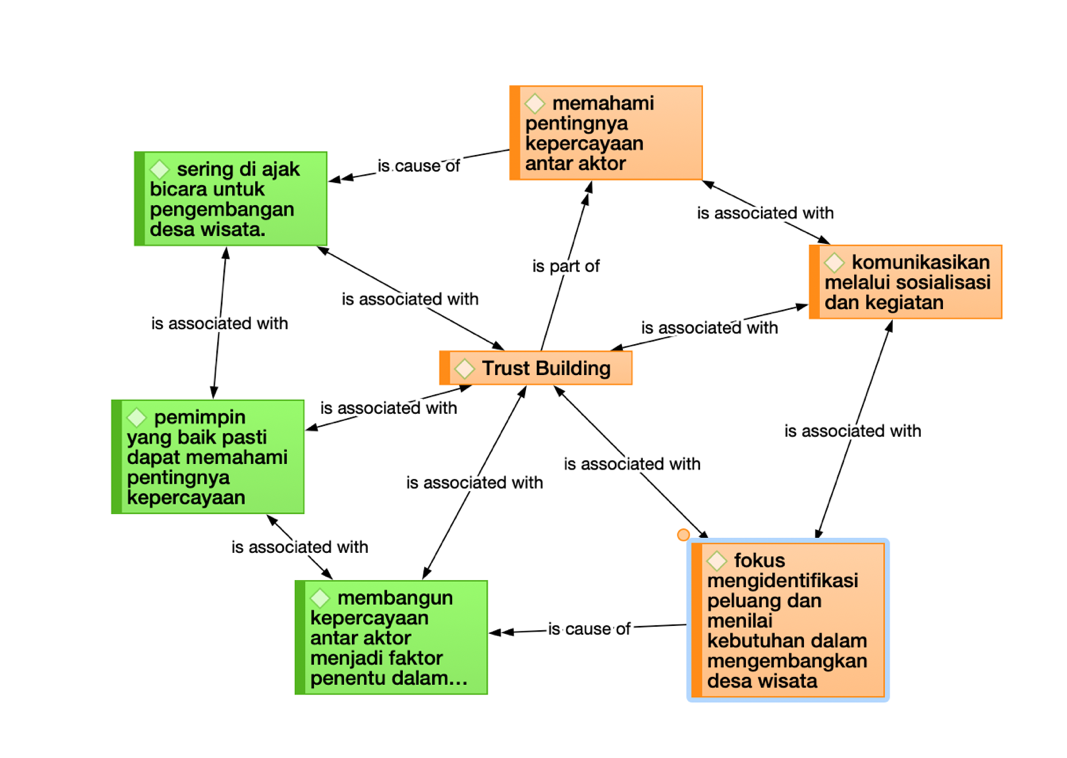 memahami
pentingnya
kepercayaan
antar aktor
is cause of
sering di ajak
bicara untuk
pengembangan
desa wisata.
is associated with
komunikasikan
melalui sosialisasi
dan kegiatan
is part of
is associated with
is associated with
is associated with
Trust Building
is associated with
pemimpin
yang baik pasti
dapat memahami
pentingnya
kepercayaan
is associated with
is associated with
is associated with
is associated with
fokus
mengidentifikasi
peluang dan
menilai
kebutuhan dalam
mengembangkan
desa wisata
membangun
kepercayaan
antar aktor
menjadi faktor
penentu dalam...
is cause of